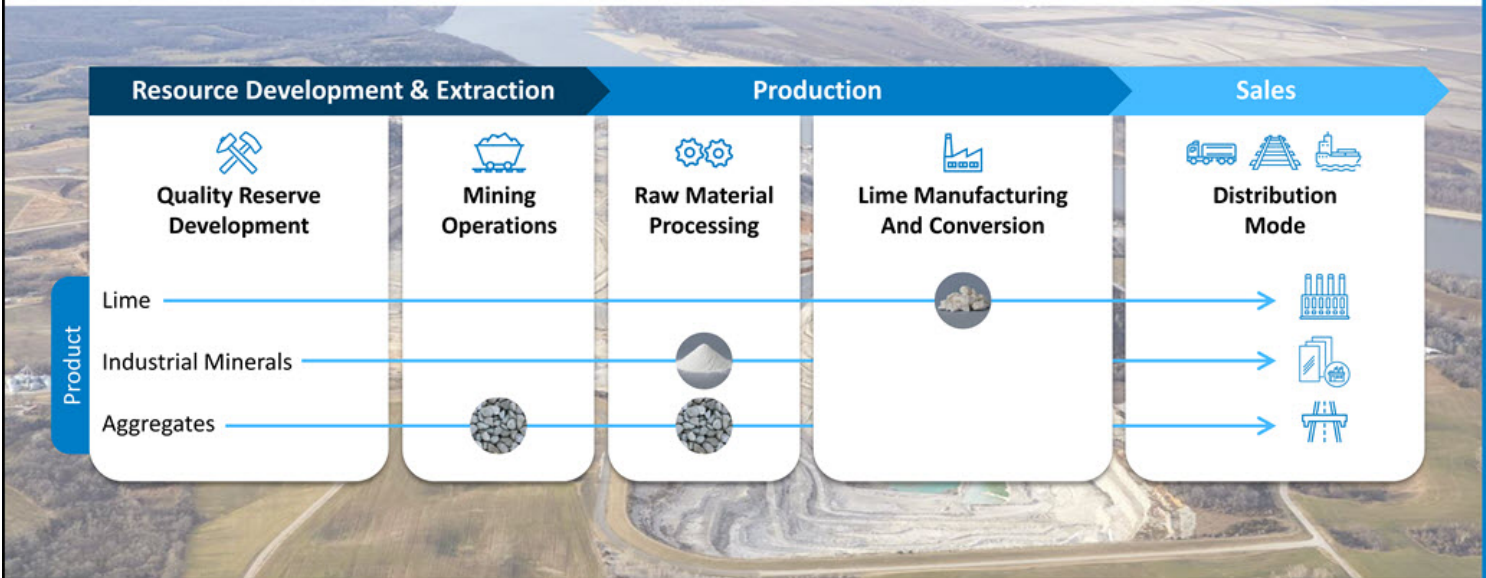 Resource Development & Extraction
Production
Sales
Quality Reserve
Development
Mining
Operations
Raw Material
Processing
Lime Manufacturing
And Conversion
Distribution
Mode
Product
Lime
Industrial Minerals
Aggregates